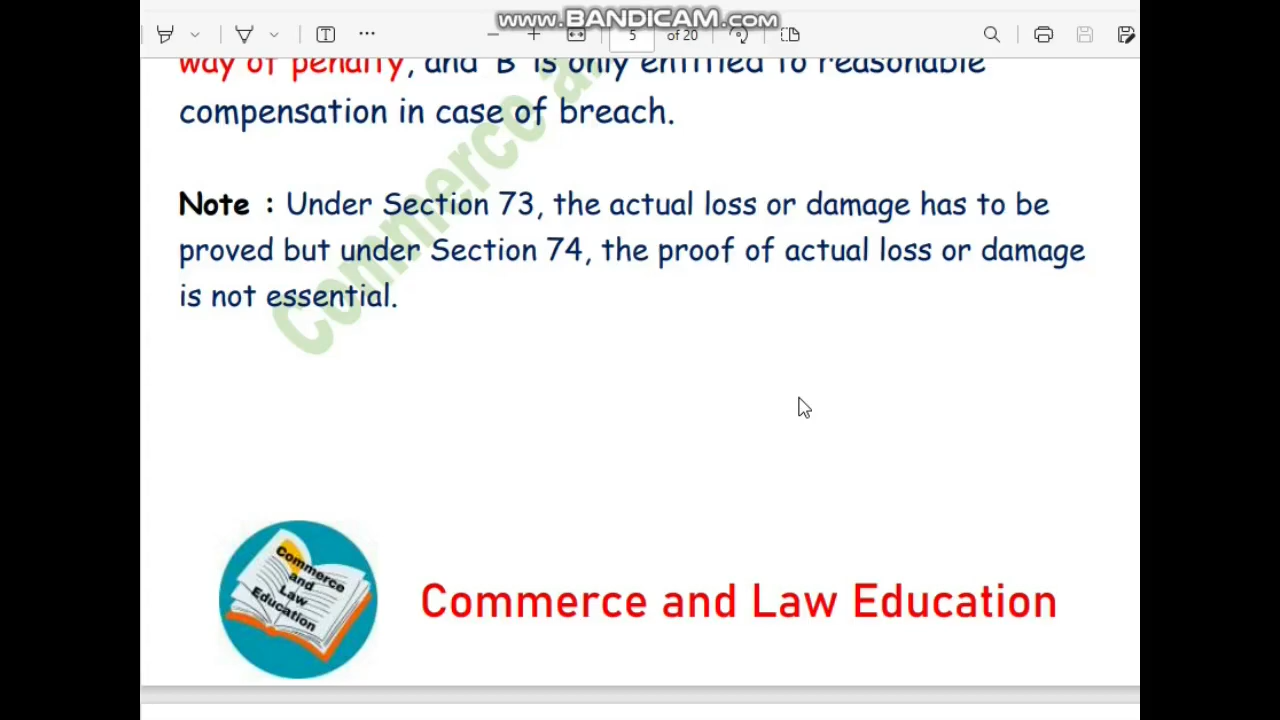 www.BANDICAM.com
5 of 20
way of penalty, and 'B' is only entitled to reasonable
compensation in case of breach.
Note : Under Section 73, the actual loss or damage has to be
proved but under Section 74, the proof of actual loss or damage
is not essential.
Commerce a
Commerce
and
Law
Education
Commerce and Law Education